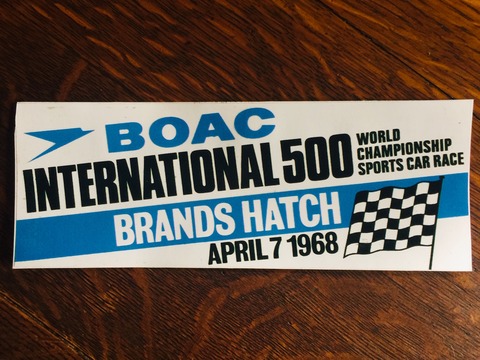 BOAC
INTERNATIONAL 500
WORLD
CHAMPIONSHIP
SPORTS CAR RACE
BRANDS HATCH
APRIL 7 1968